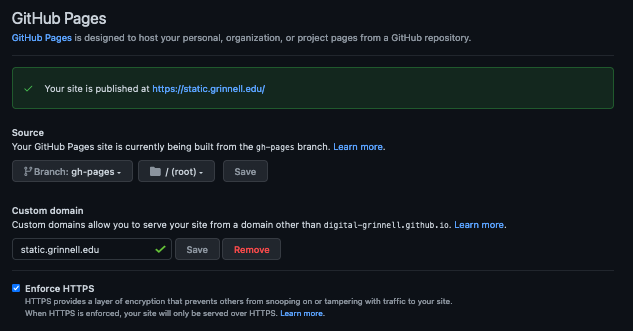 GitHub Pages
GitHub Pages is designed to host your personal, organization, or project pages from a GitHub repository.
Your site is published at https://static.grinnell.edu/
Source
Your GitHub Pages site is currently being built from the gh-pages branch. Learn more.
Branch: gh-pages / (root) Save
Custom domain
Custom domains allow you to serve your site from a domain other than digital-grinnell.github.io. Learn more.
static.grinnell.edu Save Remove
Enforce HTTPS
HTTPS provides a layer of encryption that prevents others from snooping on or tampering with traffic to your site.
When HTTPS is enforced, your site will only be served over HTTPS. Learn more.